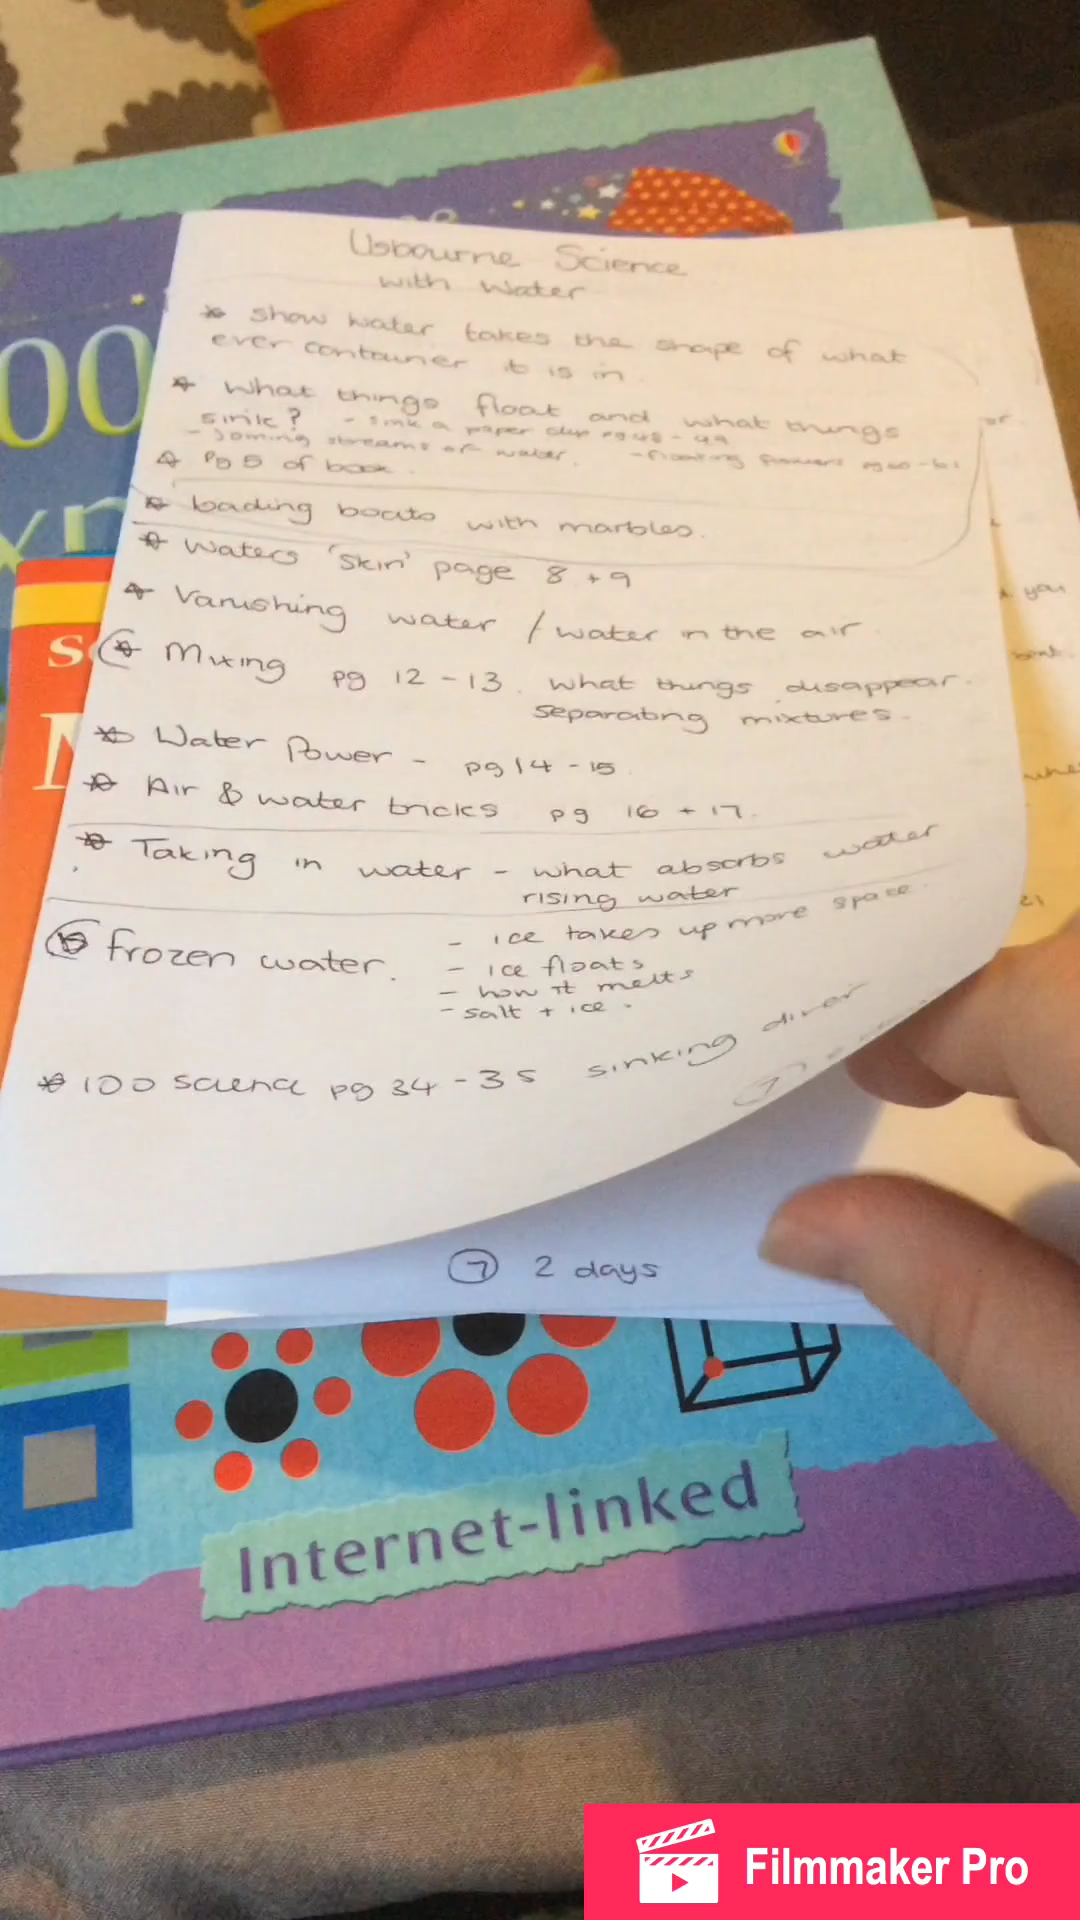 Usbourne Science
with water
* show water takes the shape of what
ever container it is in
* what things float and what things
sink? - sink a paper clip pg 48 - 49
- joining streams of water. - floating flowers pg 60 - 61
* Pg 5 of book.
* loading boats with marbles.
* Waters 'skin' page 8 + 9
* Vanishing water / water in the air
* Mixing pg 12 - 13. what things disappear.
separating mixtures.
* Water Power - pg 14 - 15
* Air & water tricks pg 16 + 17.
* Taking in water - what absorbs water
rising water
* frozen water. - ice takes up more space.
- ice floats
- how it melts
- salt + ice.
* 100 science pg 34 - 35 sinking diver
7 2 days
or
you
00
Internet-linked
Filmmaker Pro